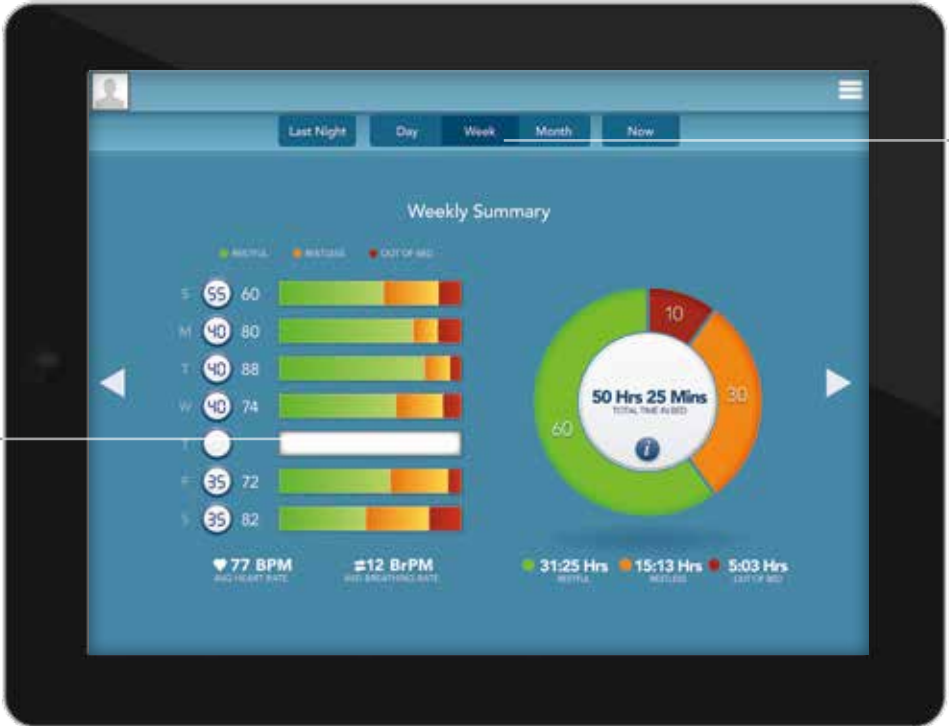 Last Night Day Week Month Now
Weekly Summary
RESTFUL RESTLESS OUT OF BED
S 55 60
M 40 80
T 40 88
W 40 74
T
F 35 72
S 35 82
10
30
60
50 Hrs 25 Mins
TOTAL TIME IN BED
i
77 BPM 12 BrPM
AVG HEART RATE AVG BREATHING RATE
31:25 Hrs 15:13 Hrs 5:03 Hrs
RESTFUL RESTLESS OUT OF BED